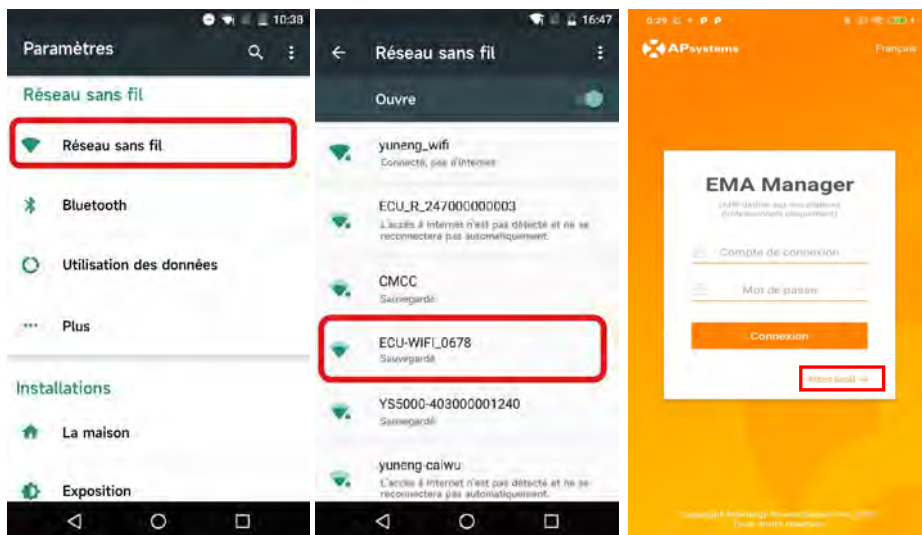 10:38
Paramètres
Réseau sans fil
Réseau sans fil
Bluetooth
Utilisation des données
Plus
Installations
La maison
Exposition
16:47
Réseau sans fil
Ouvre
yuneng_wifi
Connecté, pas d'internet
ECU_R_247000000003
L'accès à Internet n'est pas détecté et ne se
reconnectera pas automatiquement.
CMCC
Sauvegardé
ECU-WIFI_0678
Sauvegardé
YS5000-403000001240
Sauvegardé
yuneng-caiwu
L'accès à Internet n'est pas détecté et ne se
reconnectera pas automatiquement.
APsystems
Français
EMA Manager
Compte de connexion
Mot de passe
Connexion